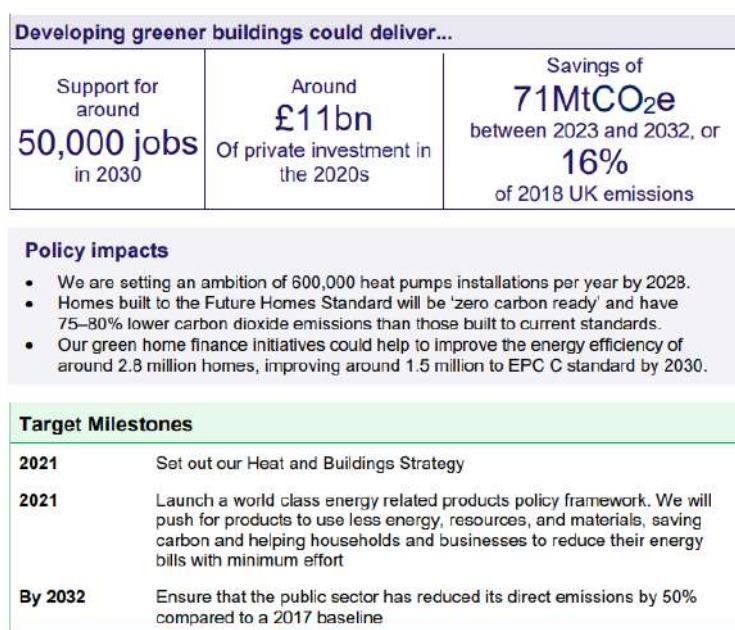 Developing greener buildings could deliver...
Support for
around
50,000 jobs
in 2030
Around
£11bn
Of private investment in
the 2020s
Savings of
71MtCO₂e
between 2023 and 2032, or
16%
of 2018 UK emissions
Policy impacts
• We are setting an ambition of 600,000 heat pumps installations per year by 2028.
• Homes built to the Future Homes Standard will be ‘zero carbon ready’ and have
75–80% lower carbon dioxide emissions than those built to current standards.
• Our green home finance initiatives could help to improve the energy efficiency of
around 2.8 million homes, improving around 1.5 million to EPC C standard by 2030.
Target Milestones
2021 Set out our Heat and Buildings Strategy
2021 Launch a world class energy related products policy framework. We will
push for products to use less energy, resources, and materials, saving
carbon and helping households and businesses to reduce their energy
bills with minimum effort
By 2032 Ensure that the public sector has reduced its direct emissions by 50%
compared to a 2017 baseline